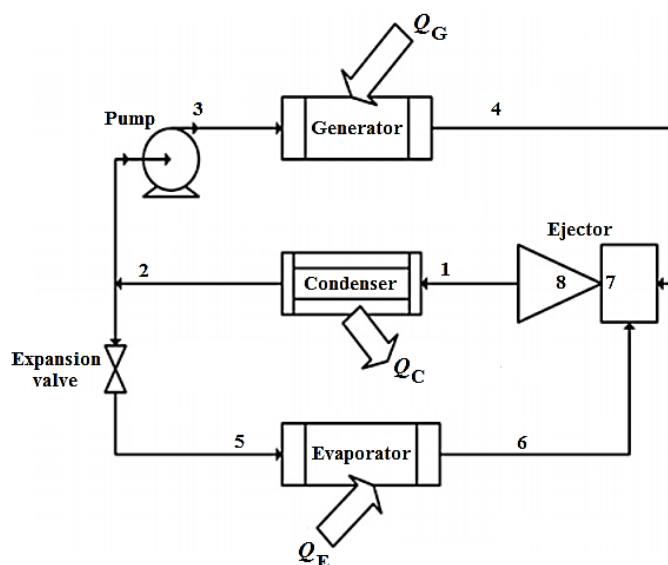 Q_G
3
4
Pump
Generator
Ejector
2
Condenser
1
8
7
Expansion
valve
Q_C
5
Evaporator
6
Q_E